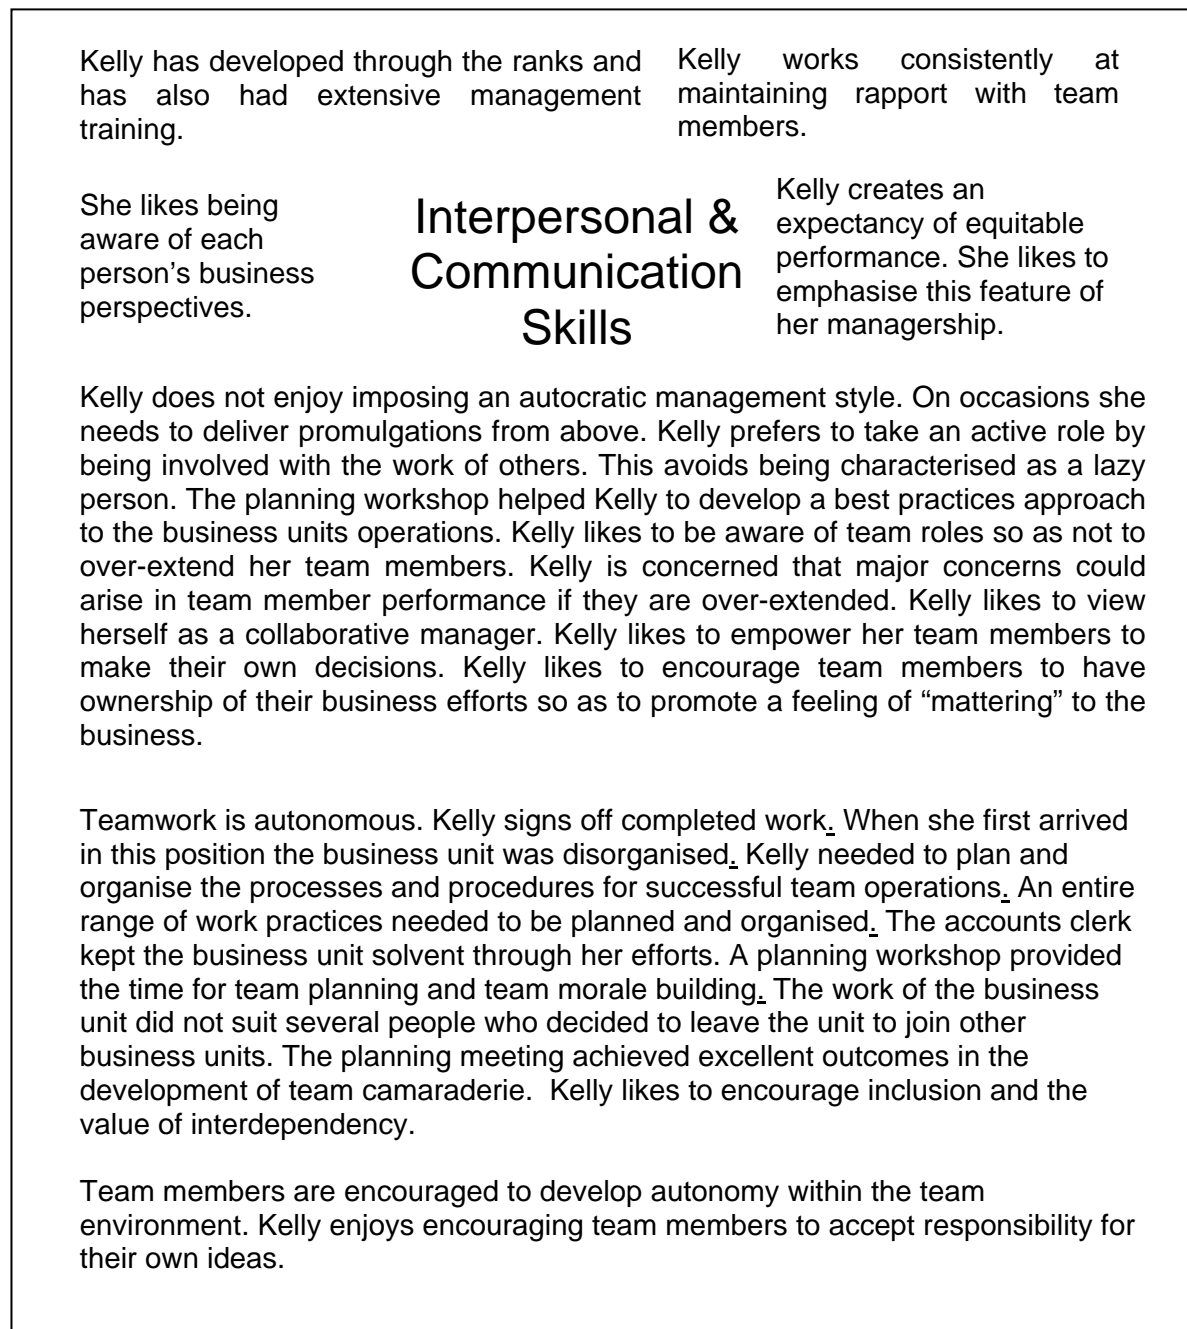 Kelly has developed through the ranks and
has also had extensive management
training.
Kelly works consistently at
maintaining rapport with team
members.
She likes being
aware of each
person’s business
perspectives.
Interpersonal &
Communication
Skills
Kelly creates an
expectancy of equitable
performance. She likes to
emphasise this feature of
her managership.
Kelly does not enjoy imposing an autocratic management style. On occasions she
needs to deliver promulgations from above. Kelly prefers to take an active role by
being involved with the work of others. This avoids being characterised as a lazy
person. The planning workshop helped Kelly to develop a best practices approach
to the business units operations. Kelly likes to be aware of team roles so as not to
over-extend her team members. Kelly is concerned that major concerns could
arise in team member performance if they are over-extended. Kelly likes to view
herself as a collaborative manager. Kelly likes to empower her team members to
make their own decisions. Kelly likes to encourage team members to have
ownership of their business efforts so as to promote a feeling of “mattering” to the
business.
Teamwork is autonomous. Kelly signs off completed work. When she first arrived
in this position the business unit was disorganised. Kelly needed to plan and
organise the processes and procedures for successful team operations. An entire
range of work practices needed to be planned and organised. The accounts clerk
kept the business unit solvent through her efforts. A planning workshop provided
the time for team planning and team morale building. The work of the business
unit did not suit several people who decided to leave the unit to join other
business units. The planning meeting achieved excellent outcomes in the
development of team camaraderie.  Kelly likes to encourage inclusion and the
value of interdependency.
Team members are encouraged to develop autonomy within the team
environment. Kelly enjoys encouraging team members to accept responsibility for
their own ideas.